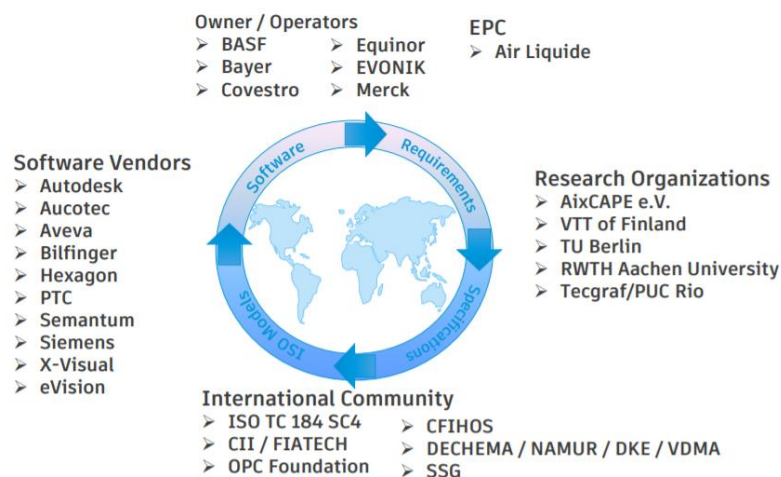 Owner / Operators
➢ BASF
➢ Bayer
➢ Covestro
➢ Equinor
➢ EVONIK
➢ Merck
EPC
➢ Air Liquide
Software
Requirements
Specifications
ISO Models
Software Vendors
➢ Autodesk
➢ Aucotec
➢ Aveva
➢ Bilfinger
➢ Hexagon
➢ PTC
➢ Semantum
➢ Siemens
➢ X-Visual
➢ eVision
Research Organizations
➢ AixCAPE e.V.
➢ VTT of Finland
➢ TU Berlin
➢ RWTH Aachen University
➢ Tecgraf/PUC Rio
International Community
➢ ISO TC 184 SC4
➢ CII / FIATECH
➢ OPC Foundation
➢ CFIHOS
➢ DECHEMA / NAMUR / DKE / VDMA
➢ SSG